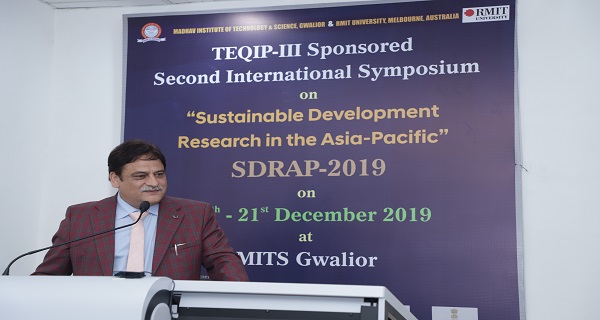 MADHAV INSTITUTE OF TECHNOLOGY & SCIENCE, GWALIOR & RMIT UNIVERSITY, MELBOURNE, AUSTRALIA
RMIT
UNIVERSITY
TEQIP-III Sponsored
Second International Symposium
on
“Sustainable Development
Research in the Asia-Pacific”
SDRAP-2019
on
- 21st December 2019
at
MITS Gwalior